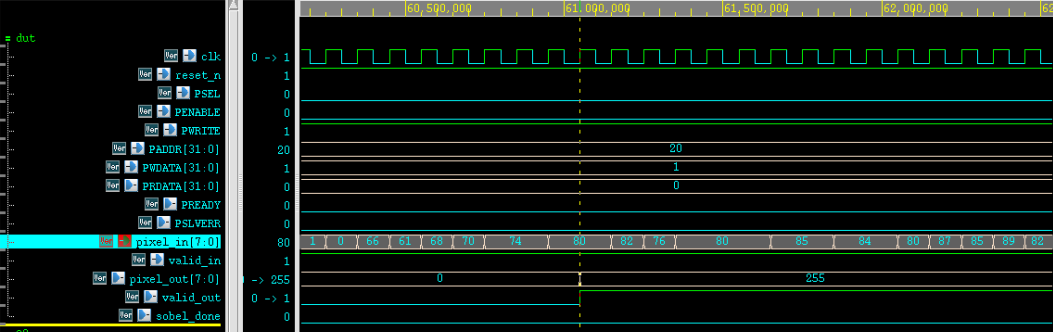 60,500,000 61,000,000 61,500,000 62,000,000
dut
clk 0 -> 1
reset_n 1
PSEL 0
PENABLE 0
PWRITE 1
PADDR[31:0] 20 20
PWDATA[31:0] 1 1
PRDATA[31:0] 0 0
PREADY 0
PSLVERR 0
pixel_in[7:0] 80 1 0 66 61 68 70 74 80 82 76 80 85 84 80 87 85 89 82
valid_in 1
pixel_out[7:0] -> 255 0 255
valid_out 0 -> 1
sobel_done 0